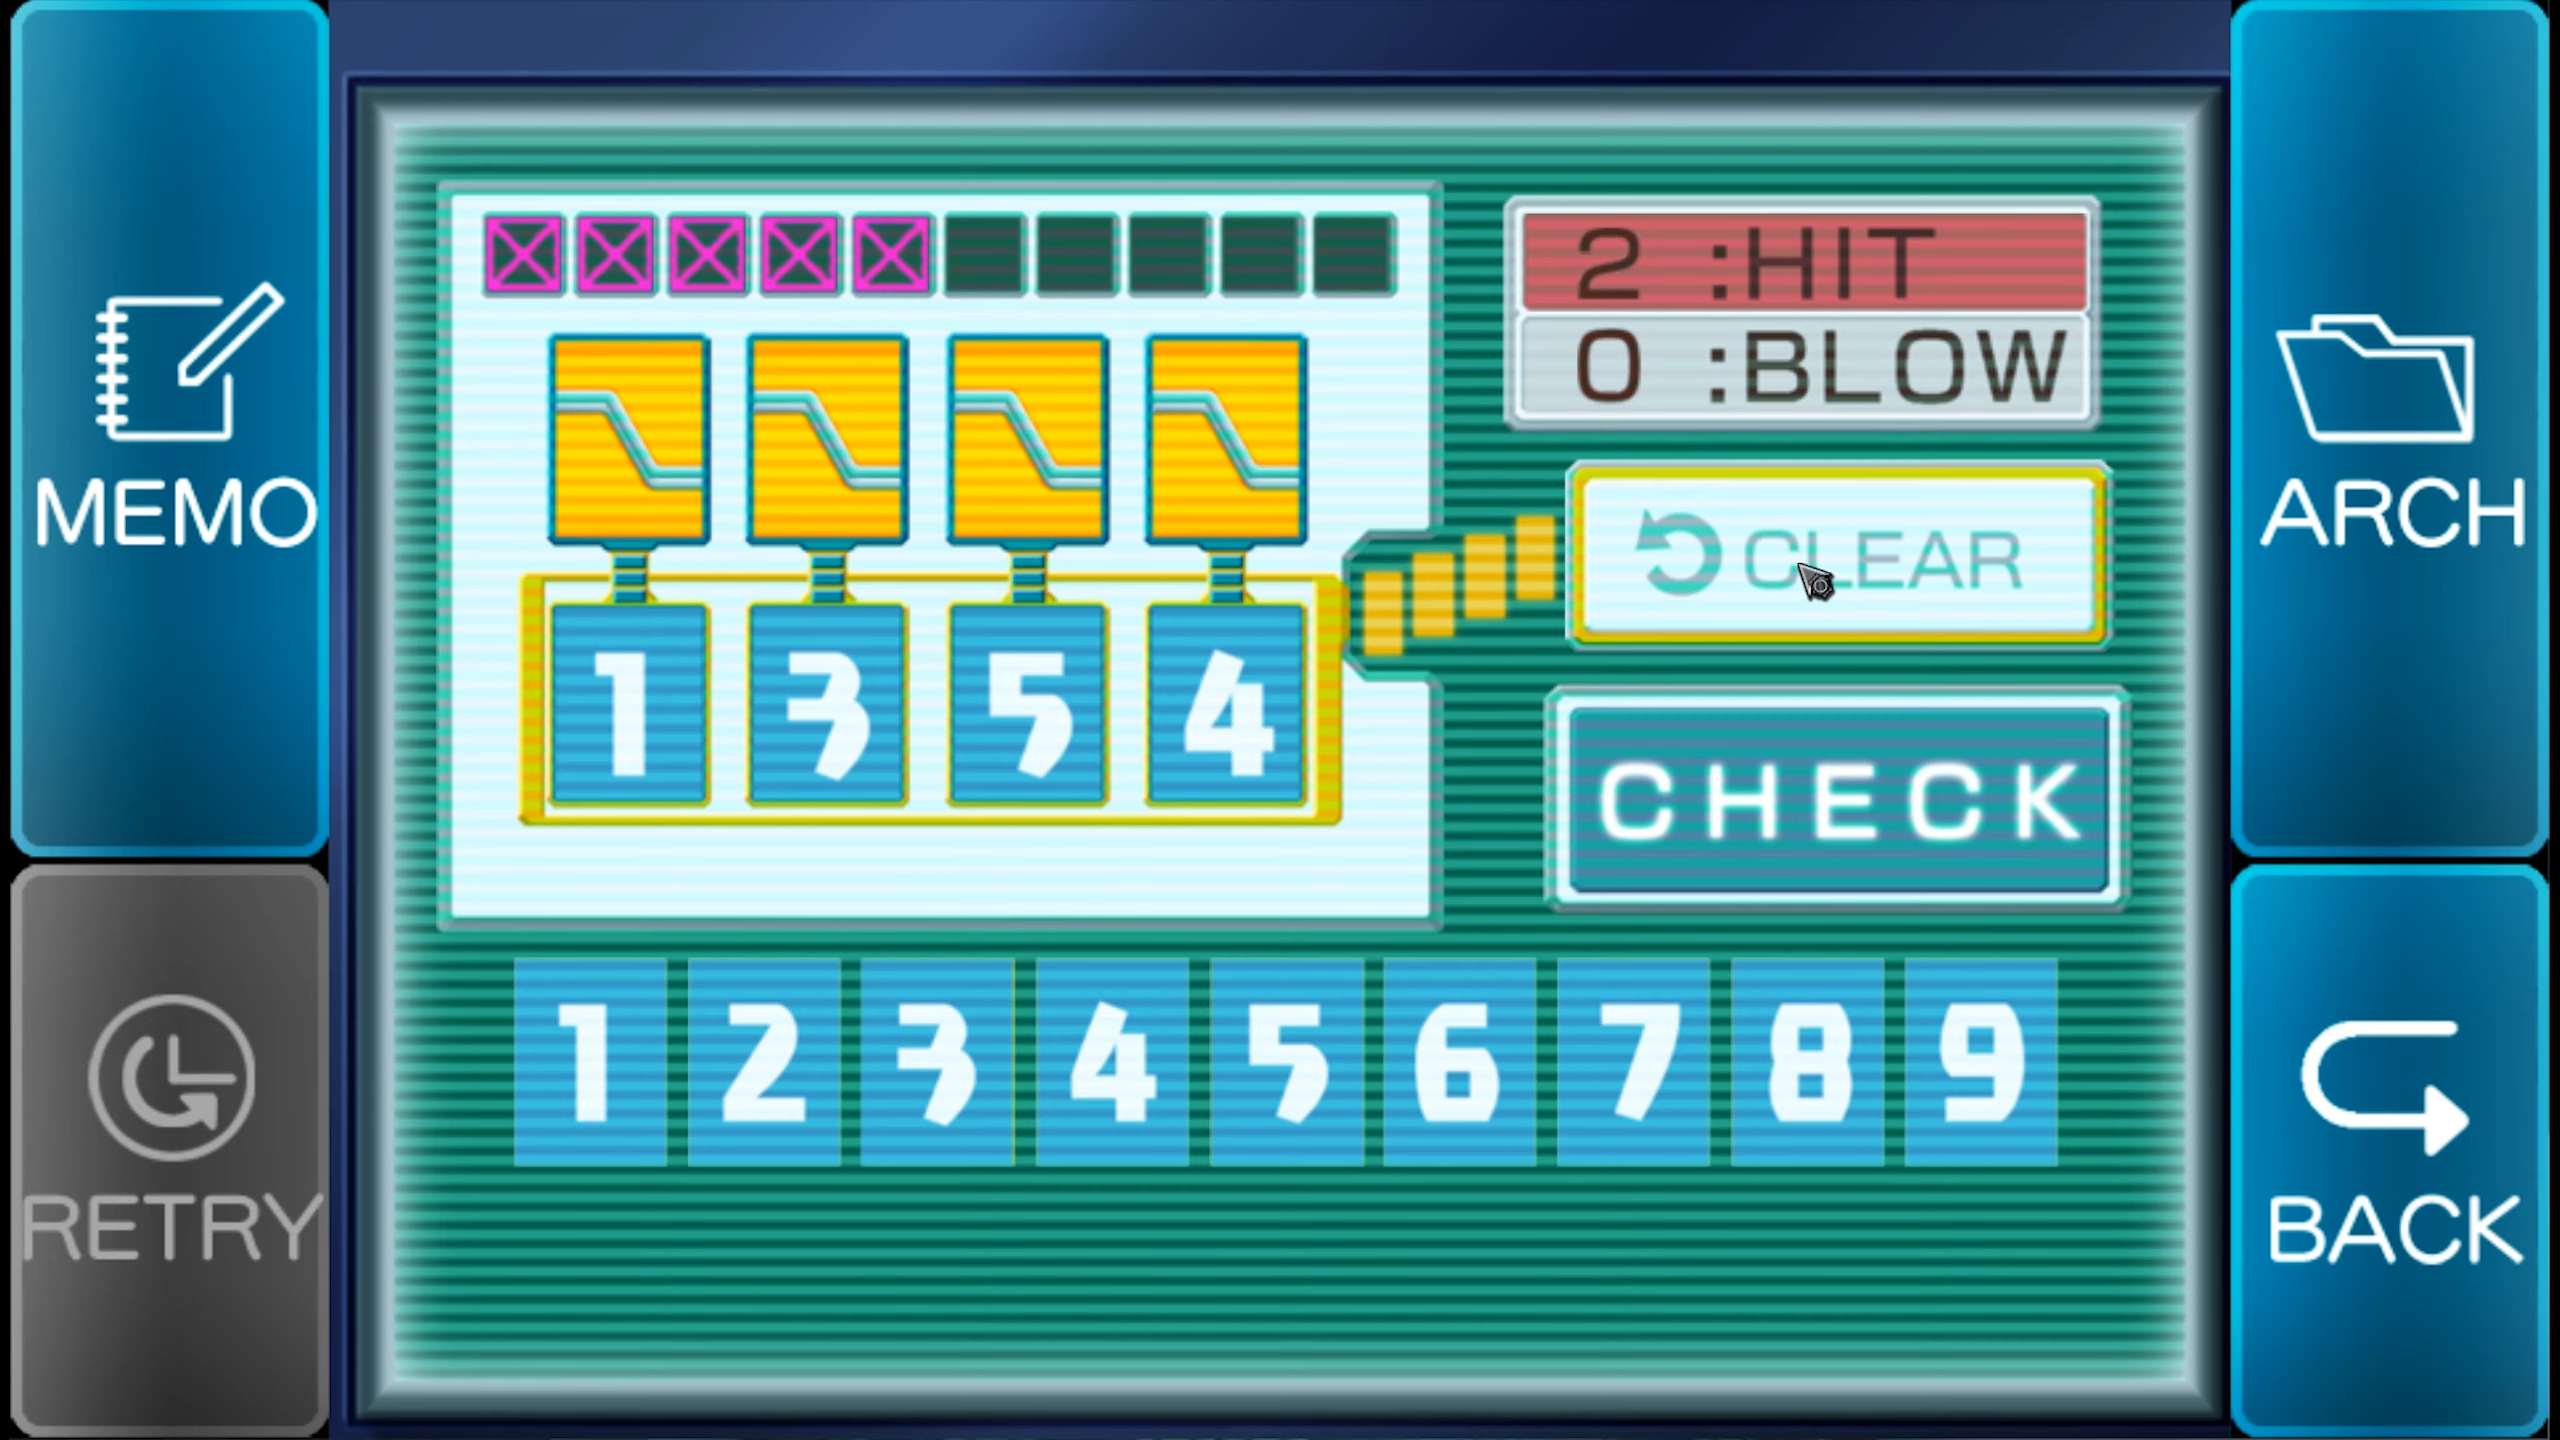 MEMO
2 :HIT
0 :BLOW
ARCH
CLEAR
1 3 5 4
CHECK
1 2 3 4 5 6 7 8 9
RETRY
BACK